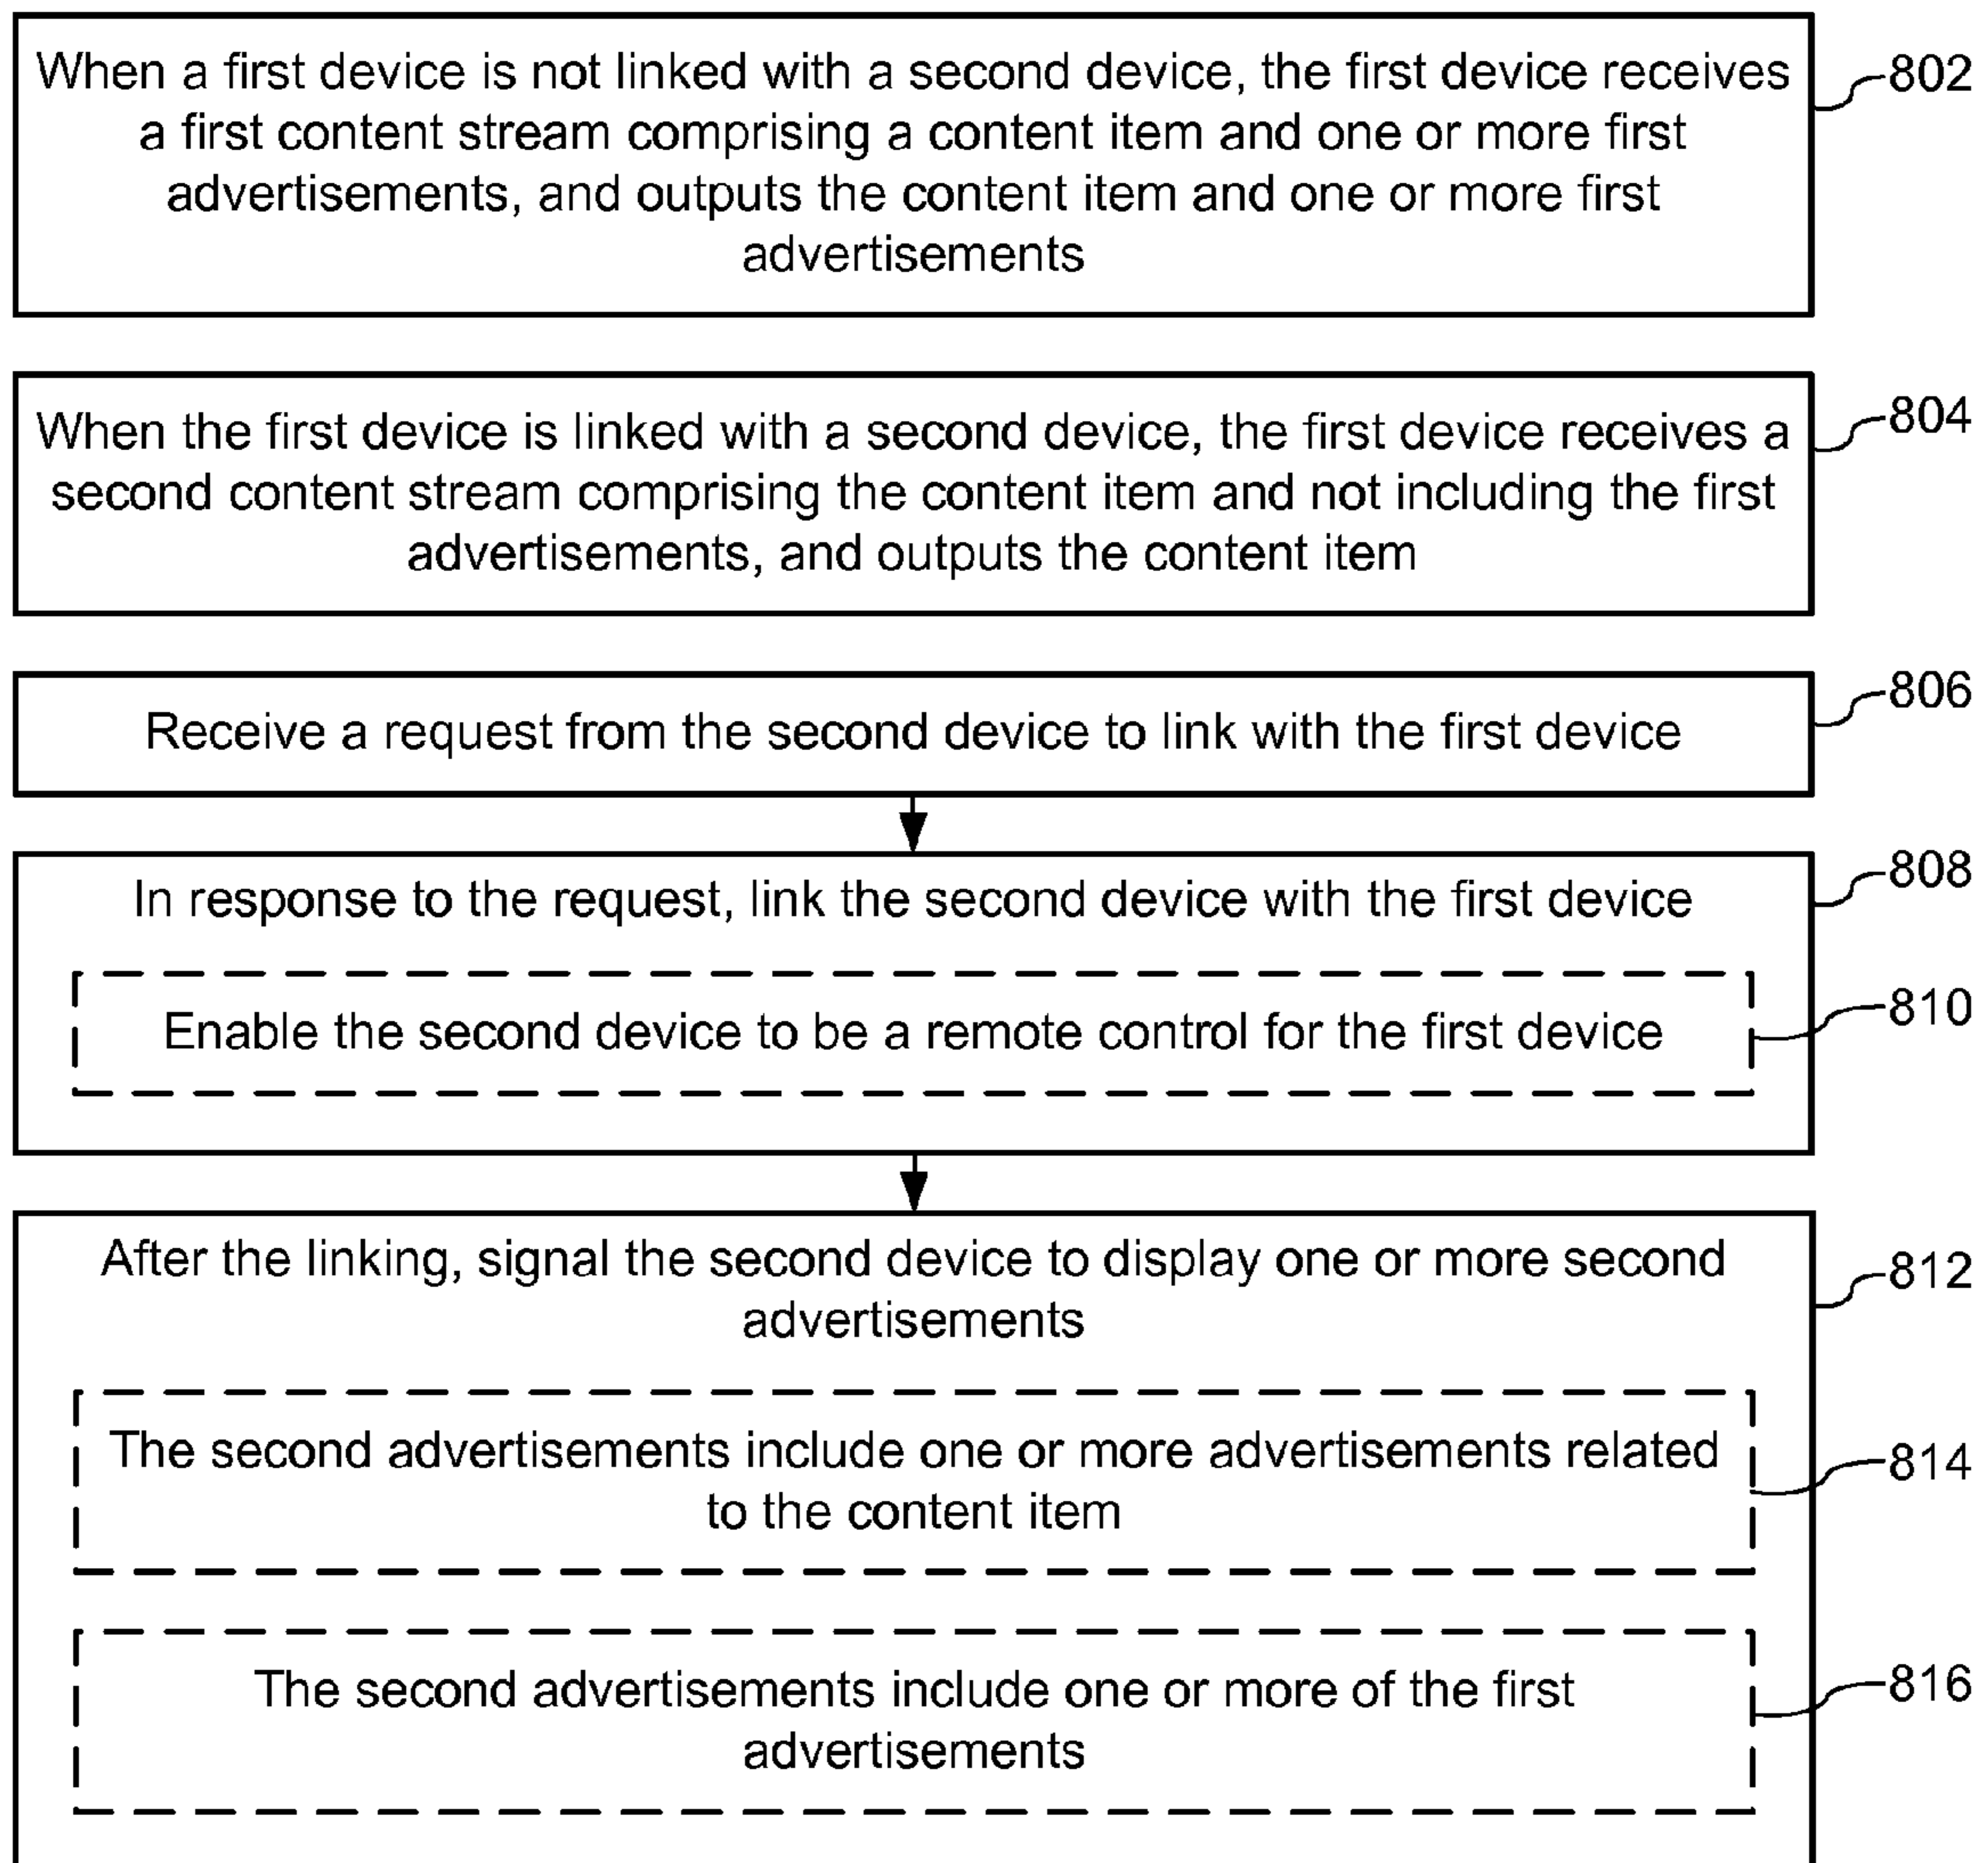 When a first device is not linked with a second device, the first device receives
a first content stream comprising a content item and one or more first
advertisements, and outputs the content item and one or more first
advertisements
802
When the first device is linked with a second device, the first device receives a
second content stream comprising the content item and not including the first
advertisements, and outputs the content item
804
Receive a request from the second device to link with the first device
806
In response to the request, link the second device with the first device
808
Enable the second device to be a remote control for the first device
810
After the linking, signal the second device to display one or more second
advertisements
812
The second advertisements include one or more advertisements related
to the content item
814
The second advertisements include one or more of the first
advertisements
816